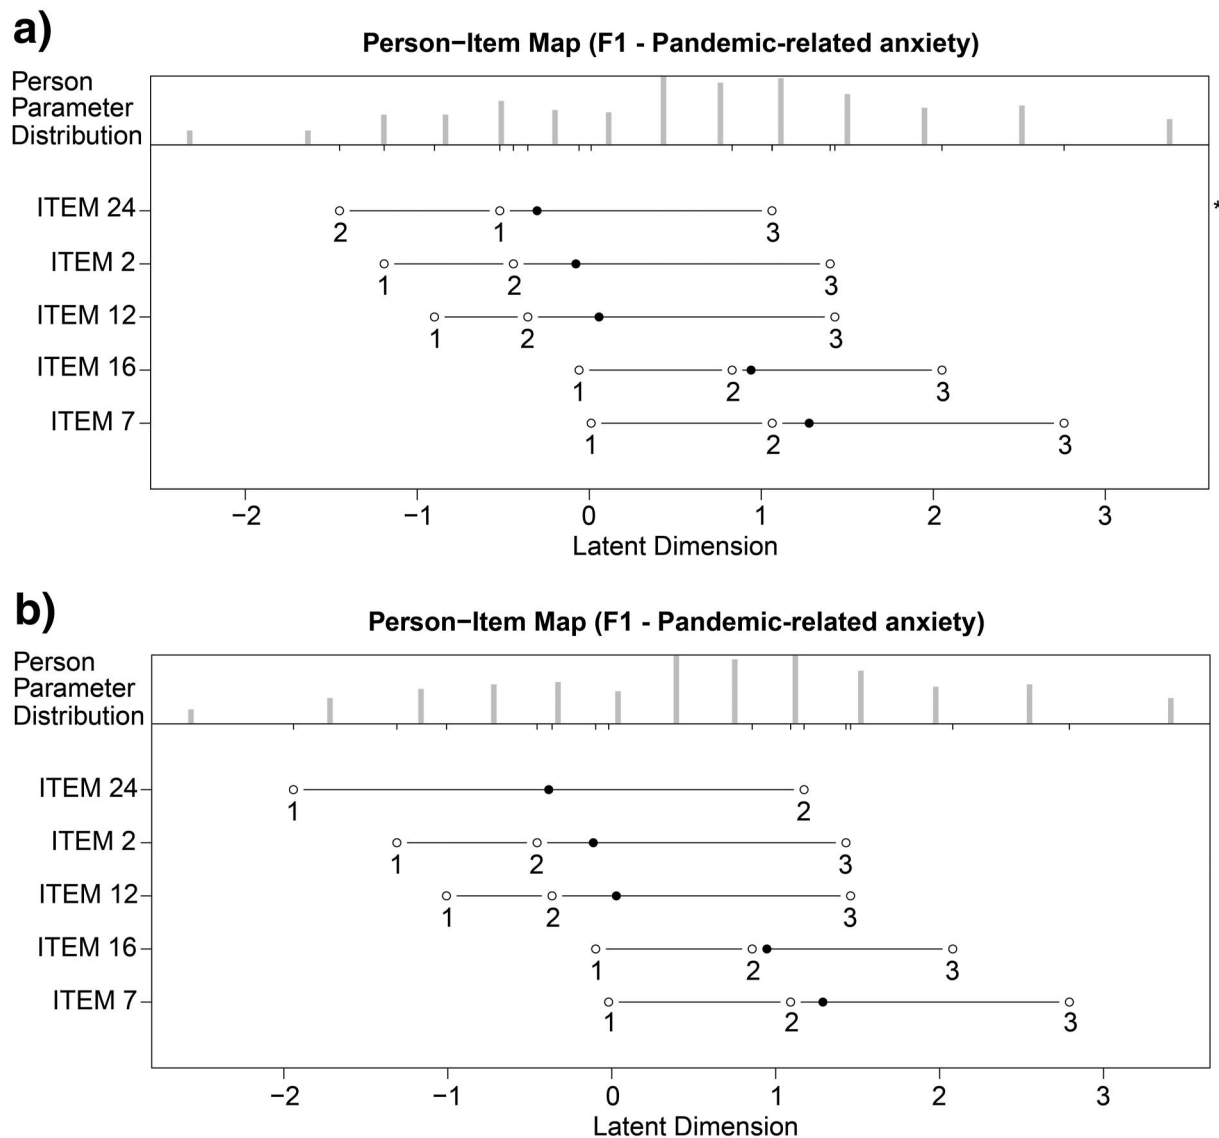 a)
Person−Item Map (F1 - Pandemic-related anxiety)
Person
Parameter
Distribution
ITEM 24
*
2 1 3
ITEM 2
1 2 3
ITEM 12
1 2 3
ITEM 16
1 2 3
ITEM 7
1 2 3
−2 −1 0 1 2 3
Latent Dimension
b)
Person−Item Map (F1 - Pandemic-related anxiety)
Person
Parameter
Distribution
ITEM 24
1 2
ITEM 2
1 2 3
ITEM 12
1 2 3
ITEM 16
1 2 3
ITEM 7
1 2 3
−2 −1 0 1 2 3
Latent Dimension